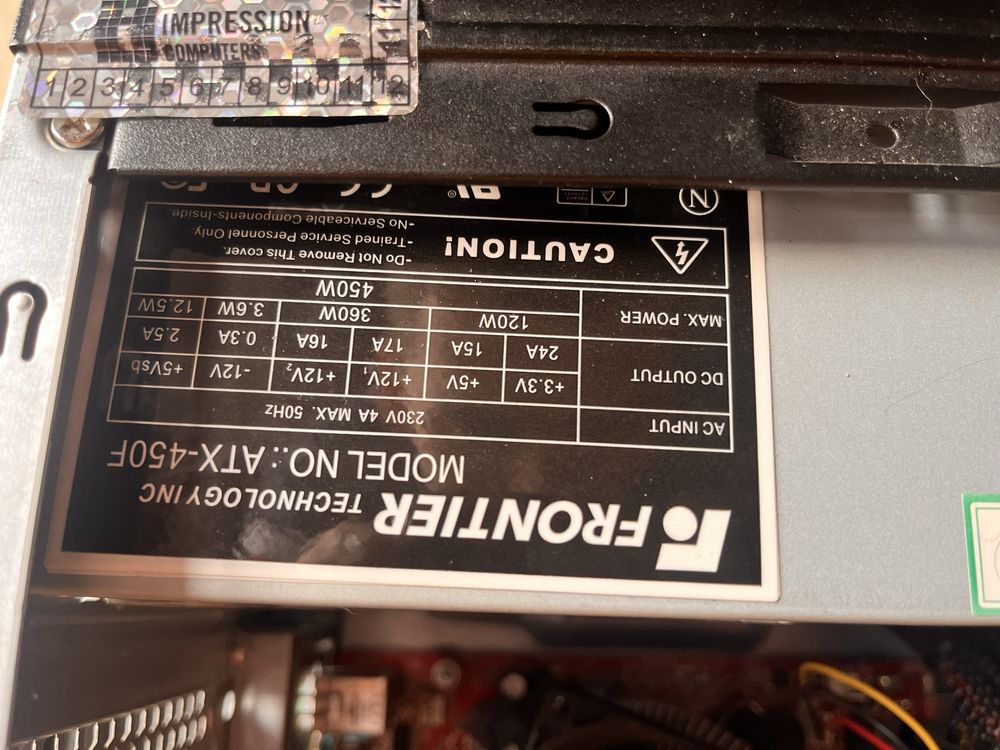 IMPRESSION
COMPUTERS
1 2 3 4 5 6 7 8 9 10 11 12
11 12
FRONTIER TECHNOLOGY INC
MODEL NO.: ATX-450F
AC INPUT 230V 4A MAX. 50Hz
DC OUTPUT +3.3V +5V +12V1 +12V2 -12V +5Vsb
24A 15A 17A 16A 0.3A 2.5A
MAX. POWER 120W 360W 3.6W 12.5W
450W
CAUTION!
-Do Not Remove This cover.
-Trained Service Personnel Only.
-No Serviceable Components-Inside
N